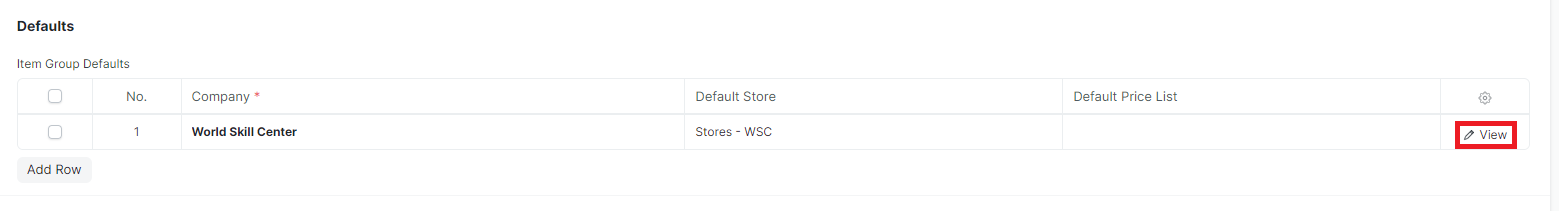 Defaults
Item Group Defaults
No. Company * Default Store Default Price List
1 World Skill Center Stores - WSC View
Add Row